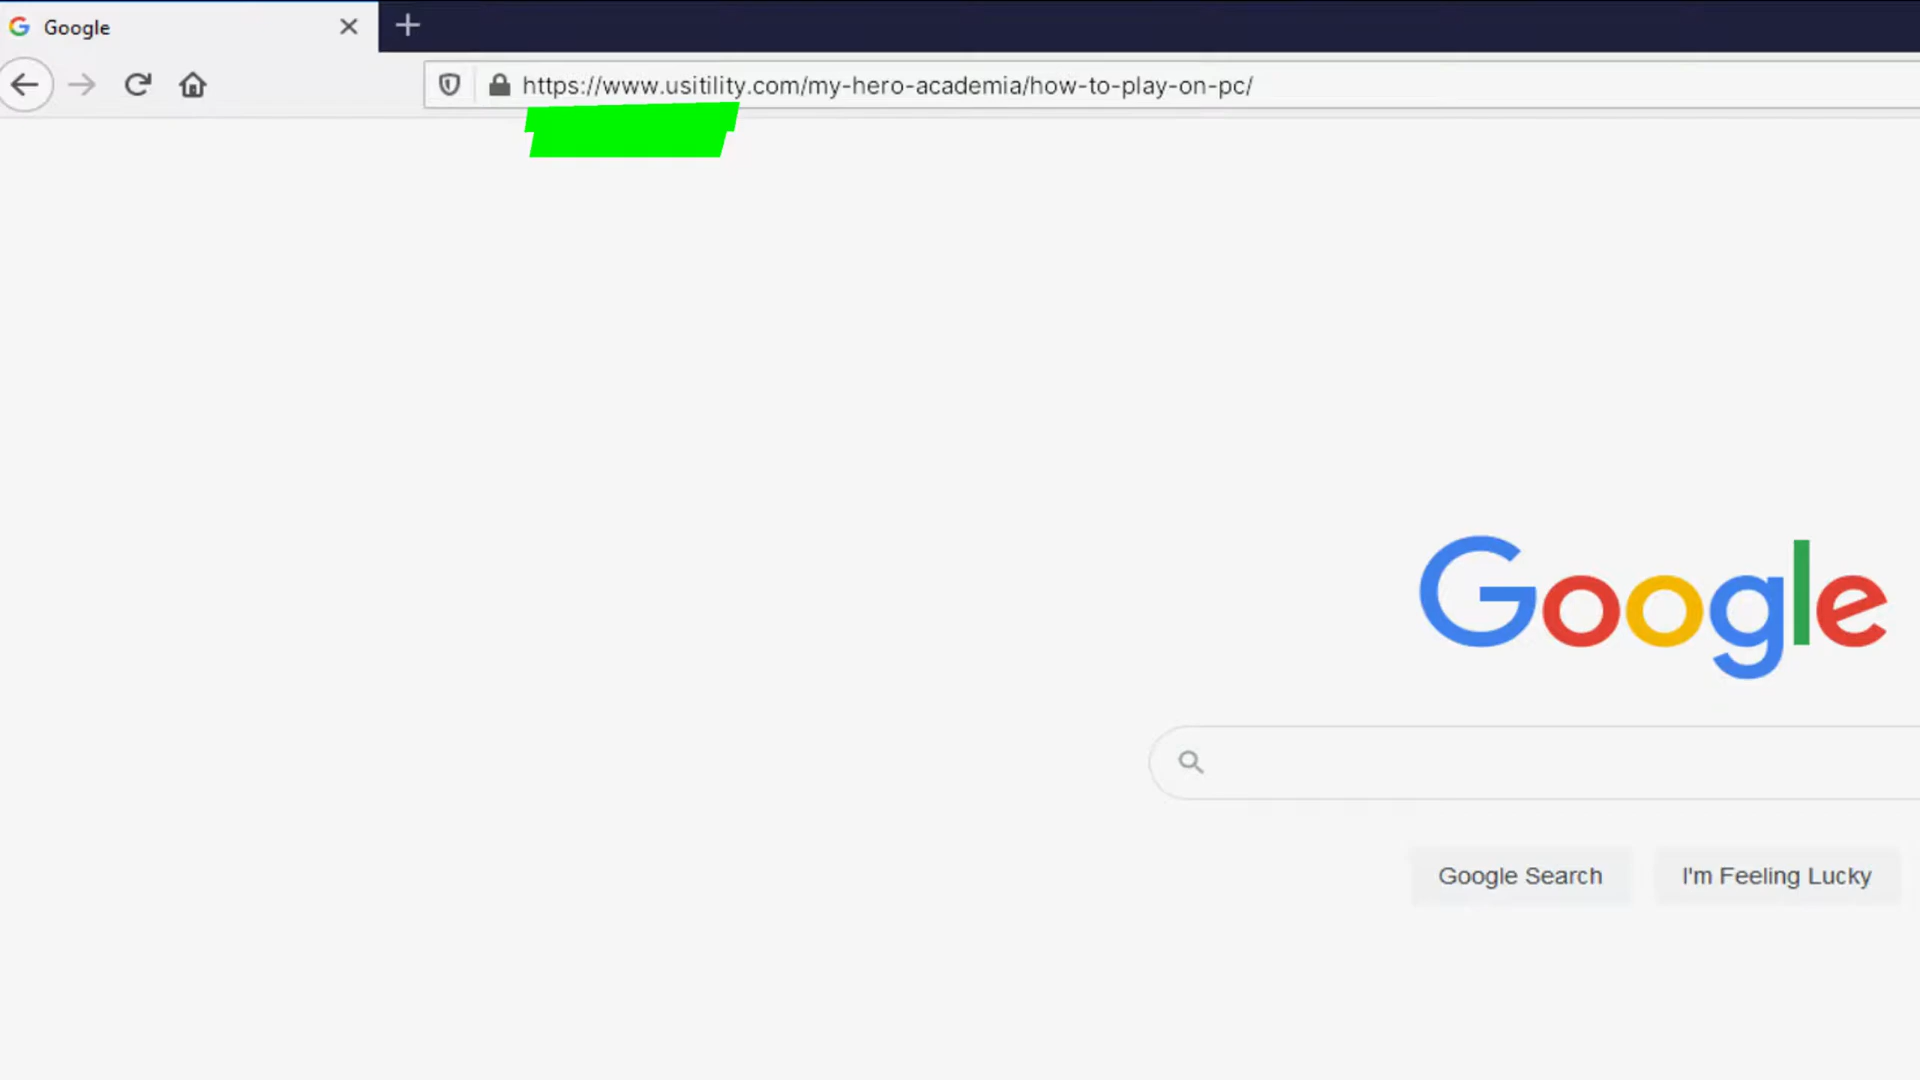 Google
https://www.usitility.com/my-hero-academia/how-to-play-on-pc/
Google
Google Search
I'm Feeling Lucky